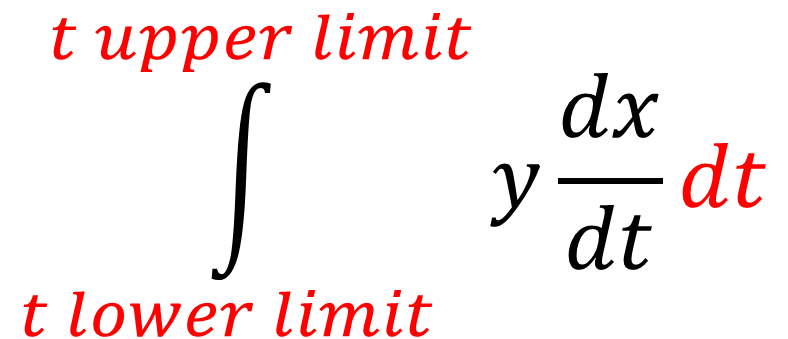 t upper limit
∫ y dx/dt dt
t lower limit